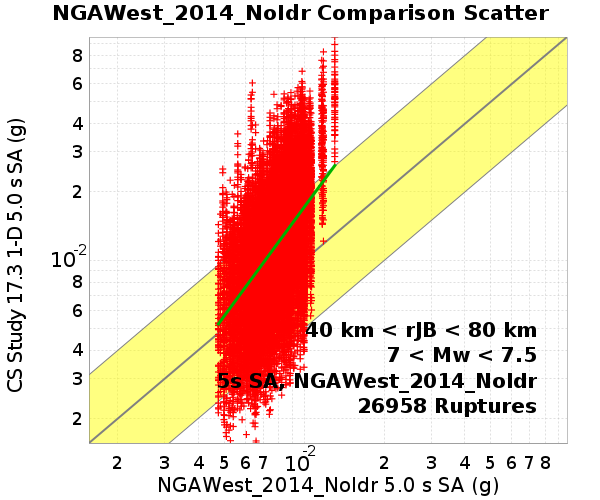 NGAWest_2014_NoIdr Comparison Scatter
CS Study 17.3 1-D 5.0 s SA (g)
8
6
4
3
2
10-2
8
6
4
3
2
40 km < rJB < 80 km
7 < Mw < 7.5
5s SA, NGAWest_2014_NoIdr
26958 Ruptures
2 3 4 5 6 7 10-2 2 3 4 5 6 7 8
NGAWest_2014_NoIdr 5.0 s SA (g)